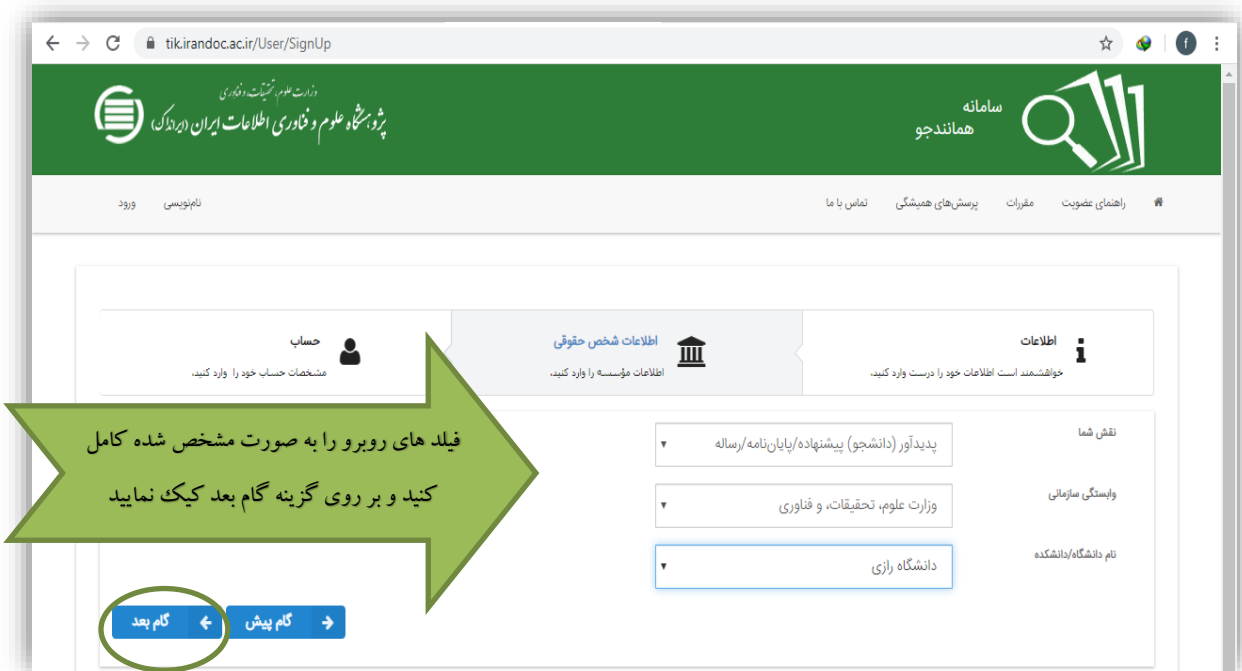 tik.irandoc.ac.ir/User/SignUp
f
سامانه
همانندجو
وزارت علوم، تحقیقات، و فناوری
پژوهشگاه علوم و فناوری اطلاعات ایران (ایرانداک)
راهنمای عضویت مقررات پرسش‌های همیشگی تماس با ما نام‌نویسی ورود
اطلاعات
خواهشمند است اطلاعات خود را درست وارد کنید.
اطلاعات شخص حقوقی
اطلاعات مؤسسه را وارد کنید.
حساب
مشخصات حساب خود را وارد کنید.
نقش شما
پدیدآور (دانشجو) پیشنهاده/پایان‌نامه/رساله
وابستگی سازمانی
وزارت علوم، تحقیقات، و فناوری
نام دانشگاه/دانشکده
دانشگاه رازی
فیلد های روبرو را به صورت مشخص شده کامل
کنید و بر روی گزینه گام بعد کیک نمایید
گام پیش
گام بعد